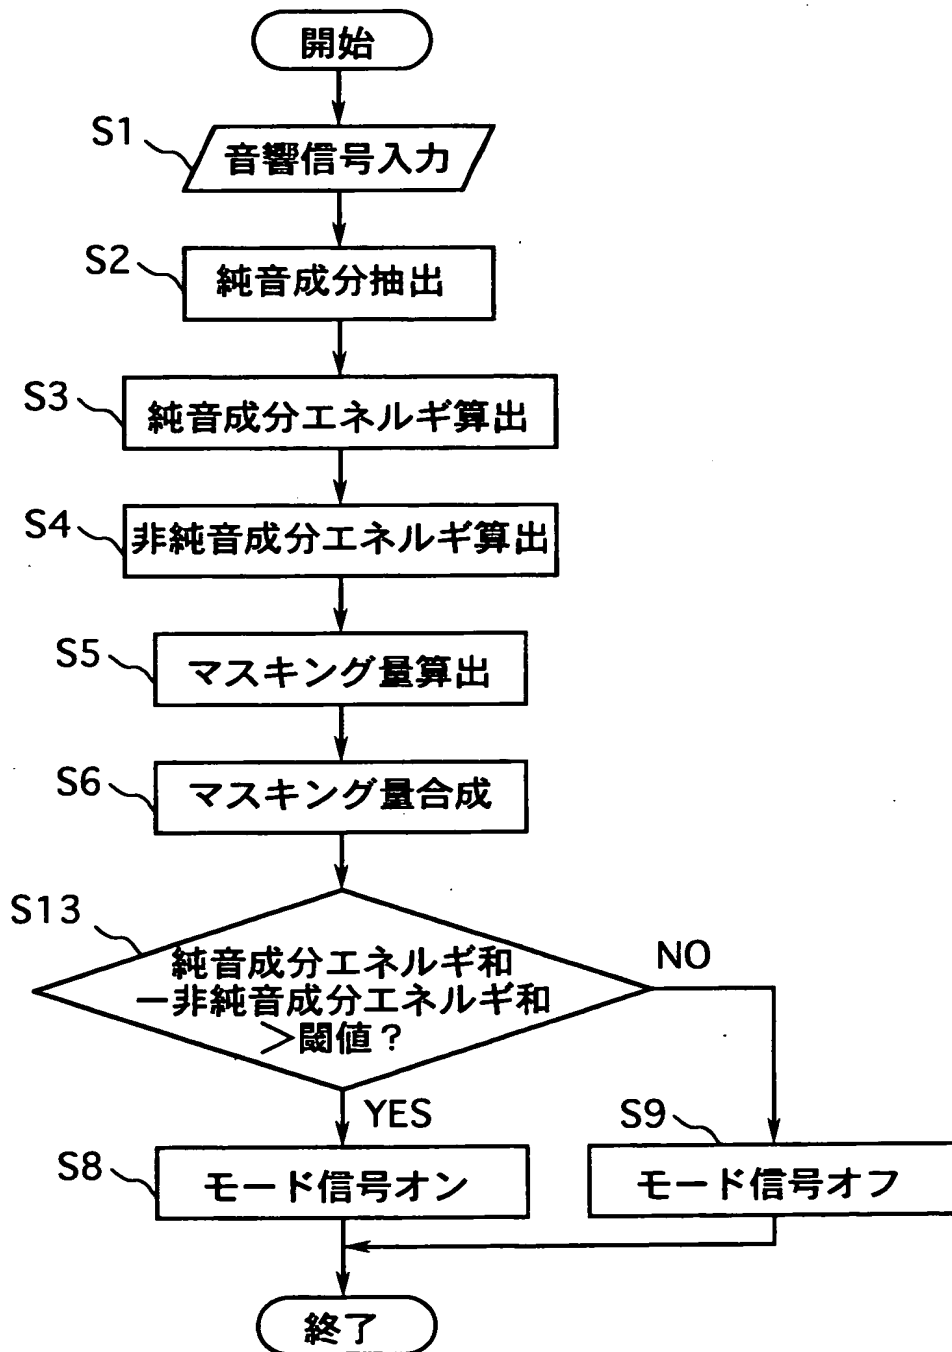 開始
S1
音響信号入力
S2
純音成分抽出
S3
純音成分エネルギ算出
S4
非純音成分エネルギ算出
S5
マスキング量算出
S6
マスキング量合成
S13
純音成分エネルギ和
－非純音成分エネルギ和
＞閾値？
NO
YES
S8
モード信号オン
S9
モード信号オフ
終了